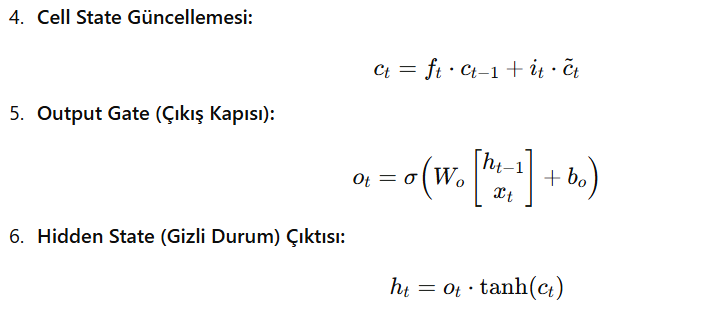 4. Cell State Güncellemesi:
c_t = f_t · c_{t−1} + i_t · c̃_t
5. Output Gate (Çıkış Kapısı):
o_t = σ(W_o [h_{t−1} x_t] + b_o)
6. Hidden State (Gizli Durum) Çıktısı:
h_t = o_t · tanh(c_t)